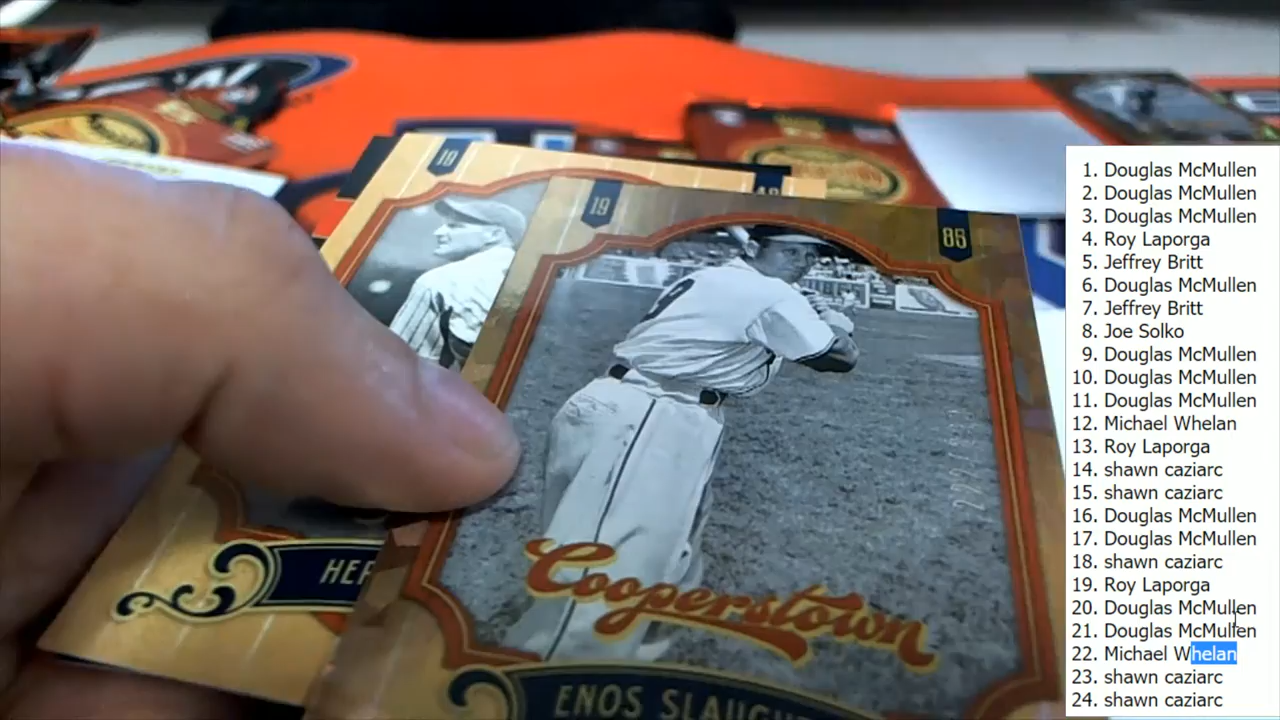 10
19
85
9
HER
Cooperstown
ENOS SLAUGH
1. Douglas McMullen
2. Douglas McMullen
3. Douglas McMullen
4. Roy Laporga
5. Jeffrey Britt
6. Douglas McMullen
7. Jeffrey Britt
8. Joe Solko
9. Douglas McMullen
10. Douglas McMullen
11. Douglas McMullen
12. Michael Whelan
13. Roy Laporga
14. shawn caziarc
15. shawn caziarc
16. Douglas McMullen
17. Douglas McMullen
18. shawn caziarc
19. Roy Laporga
20. Douglas McMullen
21. Douglas McMullen
22. Michael Whelan
23. shawn caziarc
24. shawn caziarc